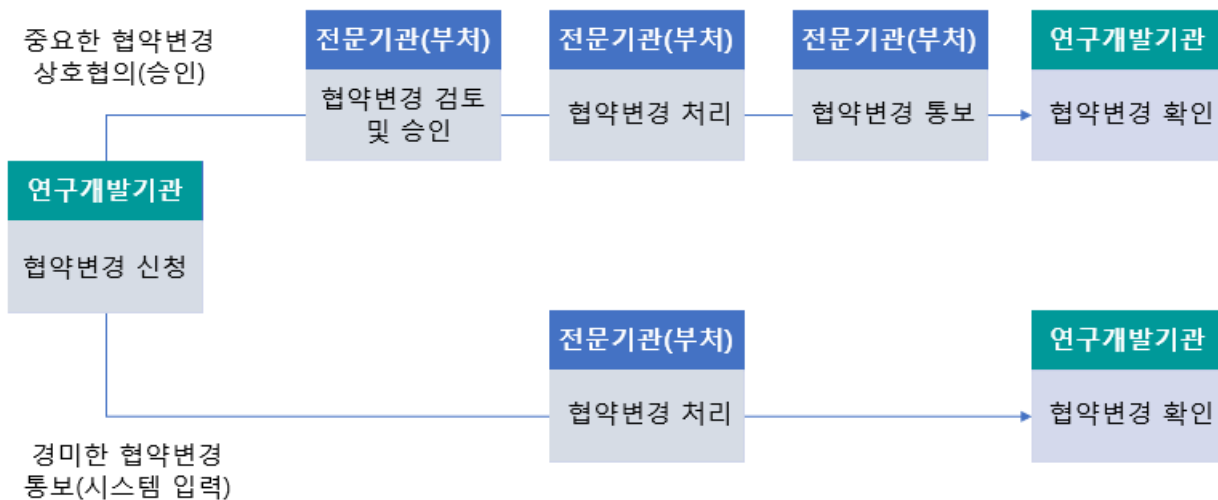 중요한 협약변경
상호협의(승인)
전문기관(부처)
협약변경 검토
및 승인
전문기관(부처)
협약변경 처리
전문기관(부처)
협약변경 통보
연구개발기관
협약변경 확인
연구개발기관
협약변경 신청
전문기관(부처)
협약변경 처리
연구개발기관
협약변경 확인
경미한 협약변경
통보(시스템 입력)